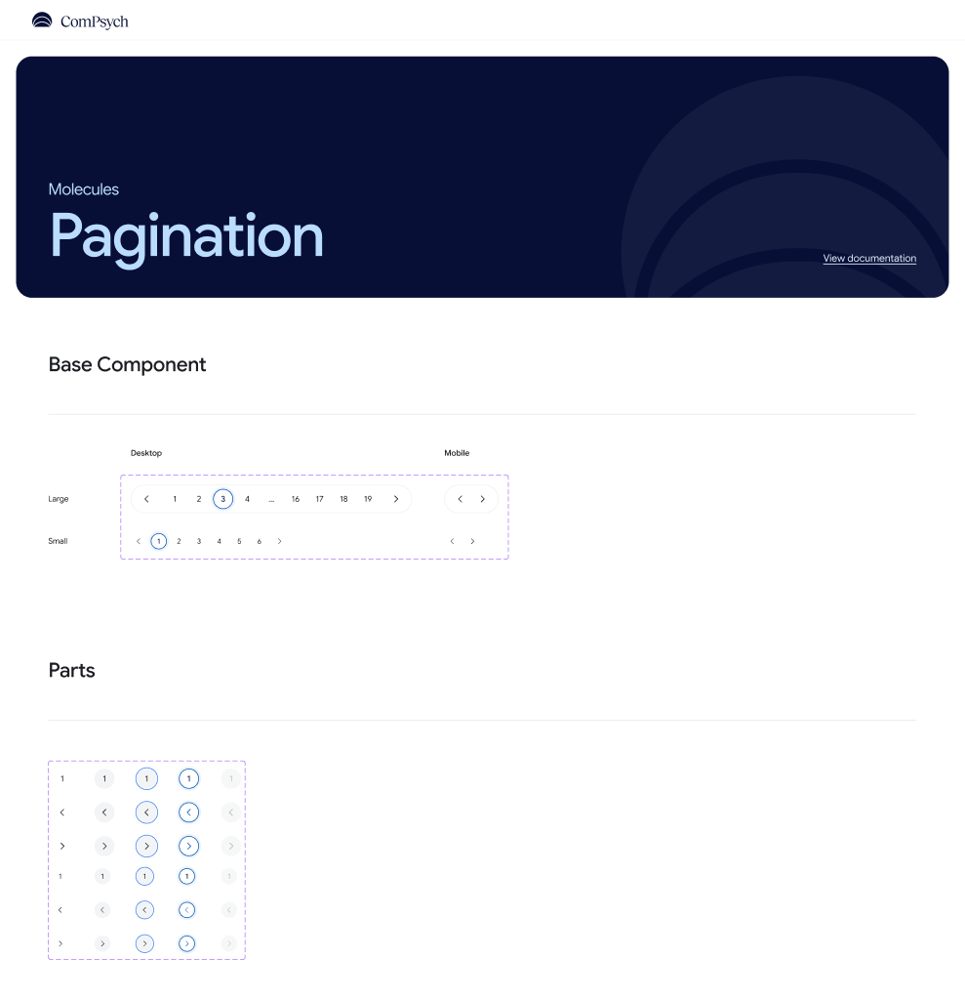 ComPsych
Molecules
Pagination
View documentation
Base Component
Desktop Mobile
Large 1 2 3 4 ... 16 17 18 19
Small 1 2 3 4 5 6
Parts
1 1 1 1 1
1 1 1 1 1